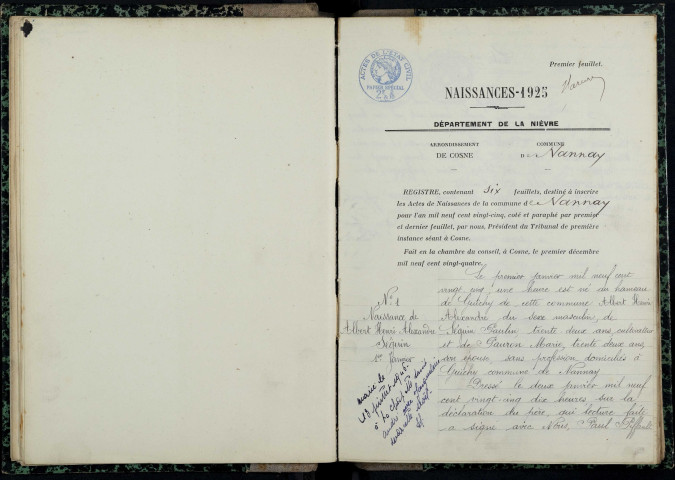 Premier feuillet.
ACTES DE L'ÉTAT CIVIL
PAPIER SPÉCIAL
NAISSANCES-1925
DÉPARTEMENT DE LA NIÈVRE
ARRONDISSEMENT
DE COSNE
COMMUNE
de Nannay
REGISTRE, contenant Six feuillets, destiné à inscrire
les Actes de Naissances de la commune de Nannay
pour l'an mil neuf cent vingt-cinq, coté et paraphé par premier
et dernier feuillet, par nous, Président du Tribunal de première
instance séant à Cosne.
Fait en la chambre du conseil, à Cosne, le premier décembre
mil neuf cent vingt-quatre.
N° 1
Naissance de
Albert Henri Alexandre
Séguin
1er Janvier
Le premier janvier mil neuf cent
vingt cinq, une heure est né au hameau
de Guichy de cette commune Albert Henri
Alexandre du sexe masculin, de
Séguin Paulin trente deux ans, cultivateur
et de Pauron Marie, trente deux ans
son épouse, sans profession domiciliés à
Guichy commune de Nannay
Dressé le deux janvier mil neuf
cent vingt-cinq dix heures sur la
déclaration du père, qui lecture faite
a signé avec Nous, Paul
Marié le